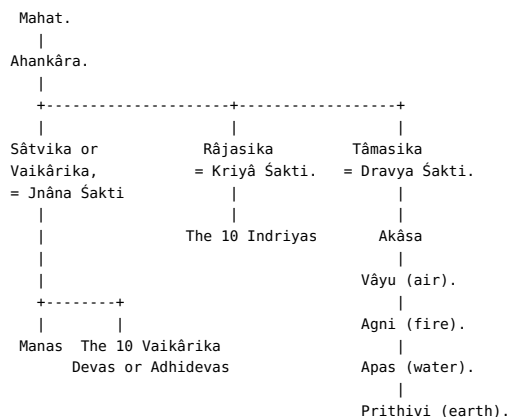 Mahat.
Ahankâra.
Sâtvika or Râjasika Tâmasika
Vaikârika, = Kriyâ Śakti. = Dravya Śakti.
= Jnâna Śakti
The 10 Indriyas Akâsa
Vâyu (air).
Manas The 10 Vaikârika Agni (fire).
Devas or Adhidevas Apas (water).
Prithivi (earth).